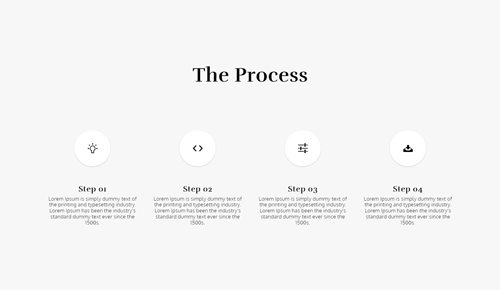 The Process
Step 01
Lorem Ipsum is simply dummy text of
the printing and typesetting industry.
Lorem Ipsum has been the industry's
standard dummy text ever since the
1500s.
Step 02
Lorem Ipsum is simply dummy text of
the printing and typesetting industry.
Lorem Ipsum has been the industry's
standard dummy text ever since the
1500s.
Step 03
Lorem Ipsum is simply dummy text of
the printing and typesetting industry.
Lorem Ipsum has been the industry's
standard dummy text ever since the
1500s.
Step 04
Lorem Ipsum is simply dummy text of
the printing and typesetting industry.
Lorem Ipsum has been the industry's
standard dummy text ever since the
1500s.